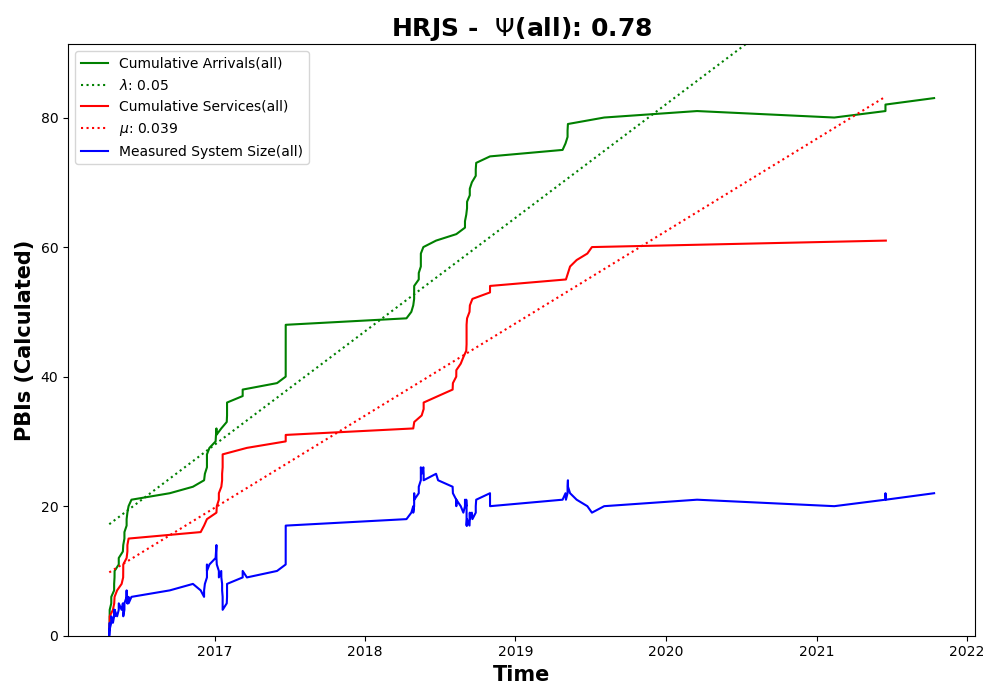 HRJS - Ψ(all): 0.78
Cumulative Arrivals(all)
λ: 0.05
Cumulative Services(all)
μ: 0.039
Measured System Size(all)
PBIs (Calculated)
80
60
40
20
0
2017 2018 2019 2020 2021 2022
Time